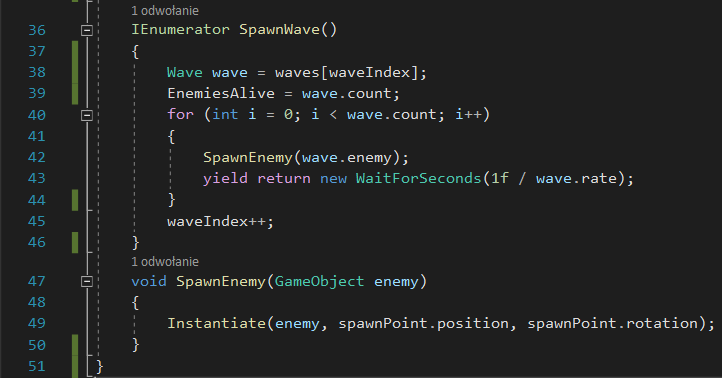 1 odwołanie
36 IEnumerator SpawnWave()
37 {
38 Wave wave = waves[waveIndex];
39 EnemiesAlive = wave.count;
40 for (int i = 0; i < wave.count; i++)
41 {
42 SpawnEnemy(wave.enemy);
43 yield return new WaitForSeconds(1f / wave.rate);
44 }
45 waveIndex++;
46 }
1 odwołanie
47 void SpawnEnemy(GameObject enemy)
48 {
49 Instantiate(enemy, spawnPoint.position, spawnPoint.rotation);
50 }
51 }